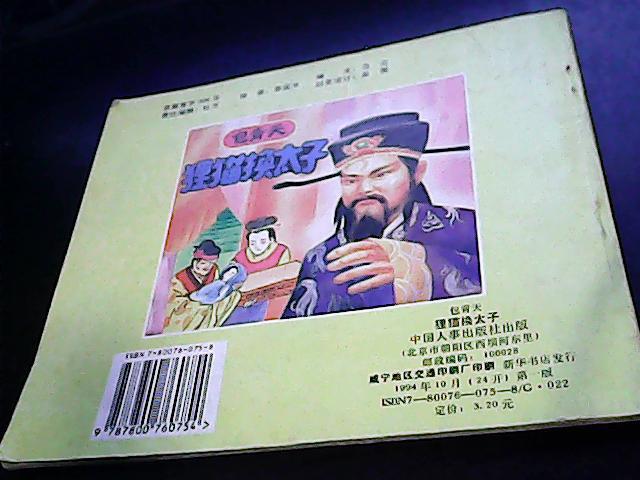 包青天
狸猫换太子
包青天
狸猫换太子
中国人事出版社出版
(北京市朝阳区西坝河尔里)
邮政编码：100028
咸宁地区交通印刷厂印刷 新华书店发行
1994年10月(24开)第一版
ISBN7—80076—075—8/G·022
定价：3.20元
ISBN 7-80076-075-8
9 787800 760754 >